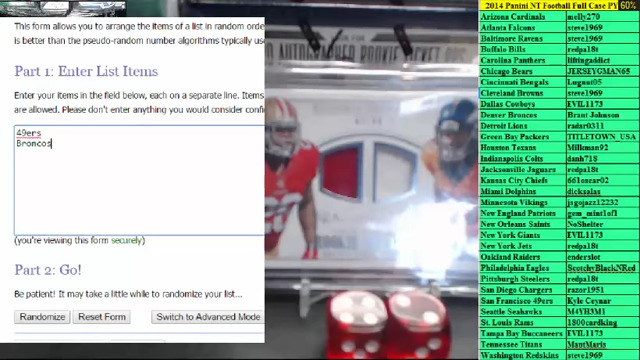 This form allows you to arrange the items of a list in random orde
is better than the pseudo-random number algorithms typically use
Part 1: Enter List Items
Enter your items in the field below, each on a separate line. Items
are allowed. Please don't enter anything you would consider confi
49ers
Broncos
(you're viewing this form securely)
Part 2: Go!
Be patient! It may take a little while to randomize your list...
Randomize Reset Form Switch to Advanced Mode
2014 Panini NT Football Full Case PY 60%
Arizona Cardinals melly270
Atlanta Falcons steve1969
Baltimore Ravens steve1969
Buffalo Bills redpa18t
Carolina Panthers liftingaddict
Chicago Bears JERSEYGMAN65
Cincinnati Bengals Lugnut05
Cleveland Browns steve1969
Dallas Cowboys EVIL1173
Denver Broncos Brant Johnson
Detroit Lions radar0311
Green Bay Packers TITLETOWN_USA
Houston Texans Milkman92
Indianapolis Colts danh718
Jacksonville Jaguars redpa18t
Kansas City Chiefs 661oscar02
Miami Dolphins dicksalas
Minnesota Vikings jsgojazz12232
New England Patriots gem_mint1of1
New Orleans Saints NoShelter
New York Giants EVIL1173
New York Jets redpa18t
Oakland Raiders enderslot
Philadelphia Eagles ScotchyBlackNRed
Pittsburgh Steelers redpa18t
San Diego Chargers razor1951
San Francisco 49ers Kyle Ceynar
Seattle Seahawks M4YH3M1
St. Louis Rams 1800cardking
Tampa Bay Buccaneers EVIL1173
Tennessee Titans MantMaris
Washington Redskins steve1969